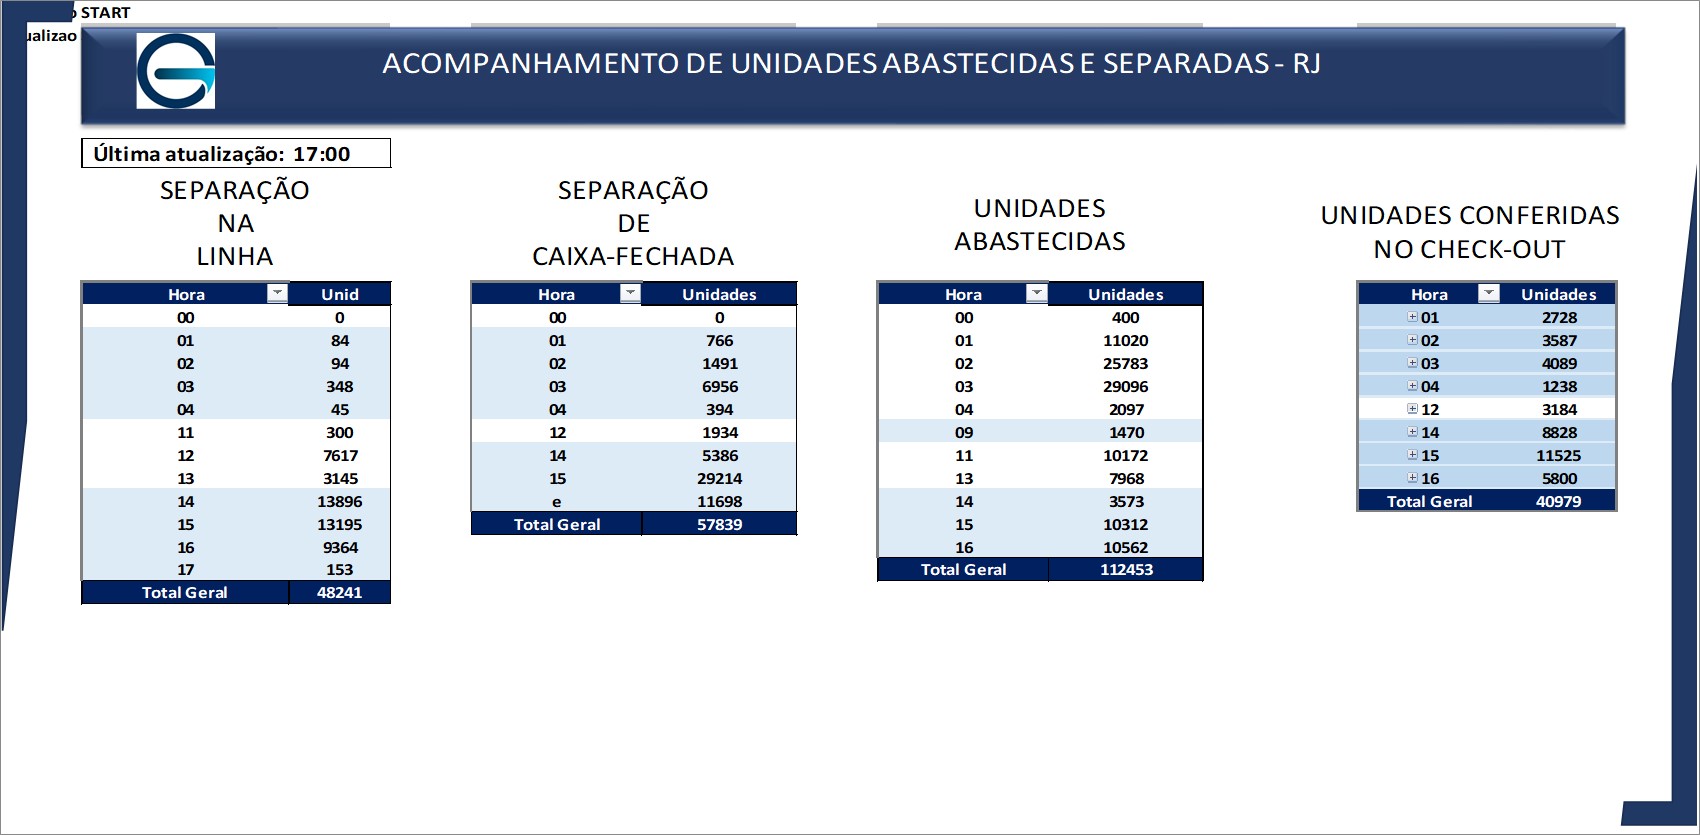 START
ualizao
ACOMPANHAMENTO DE UNIDADES ABASTECIDAS E SEPARADAS - RJ
Última atualização: 17:00
SEPARAÇÃO
NA
LINHA
Hora Unid
00 0
01 84
02 94
03 348
04 45
11 300
12 7617
13 3145
14 13896
15 13195
16 9364
17 153
Total Geral 48241
SEPARAÇÃO
DE
CAIXA-FECHADA
Hora Unidades
00 0
01 766
02 1491
03 6956
04 394
12 1934
14 5386
15 29214
e 11698
Total Geral 57839
UNIDADES
ABASTECIDAS
Hora Unidades
00 400
01 11020
02 25783
03 29096
04 2097
09 1470
11 10172
13 7968
14 3573
15 10312
16 10562
Total Geral 112453
UNIDADES CONFERIDAS
NO CHECK-OUT
Hora Unidades
01 2728
02 3587
03 4089
04 1238
12 3184
14 8828
15 11525
16 5800
Total Geral 40979